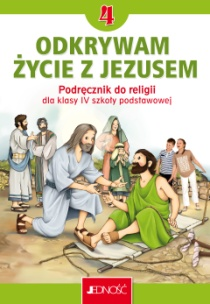 4
ODKRYWAM
ŻYCIE Z JEZUSEM
Podręcznik do religii
dla klasy IV szkoły podstawowej
JEDNOŚĆ